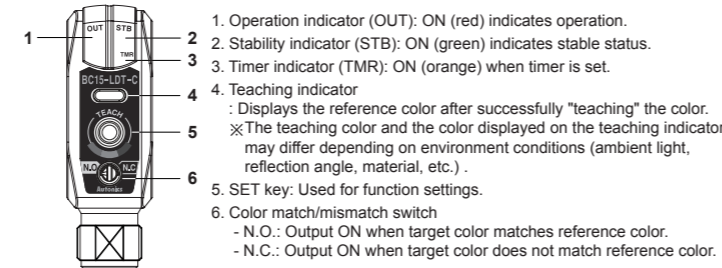 OUT STB
TMR
BC15-LDT-C
TEACH
N.O N.C
Autonics
1
2
3
4
5
6
1. Operation indicator (OUT): ON (red) indicates operation.
2. Stability indicator (STB): ON (green) indicates stable status.
3. Timer indicator (TMR): ON (orange) when timer is set.
4. Teaching indicator
: Displays the reference color after successfully "teaching" the color.
※The teaching color and the color displayed on the teaching indicator
may differ depending on environment conditions (ambient light,
reflection angle, material, etc.) .
5. SET key: Used for function settings.
6. Color match/mismatch switch
- N.O.: Output ON when target color matches reference color.
- N.C.: Output ON when target color does not match reference color.